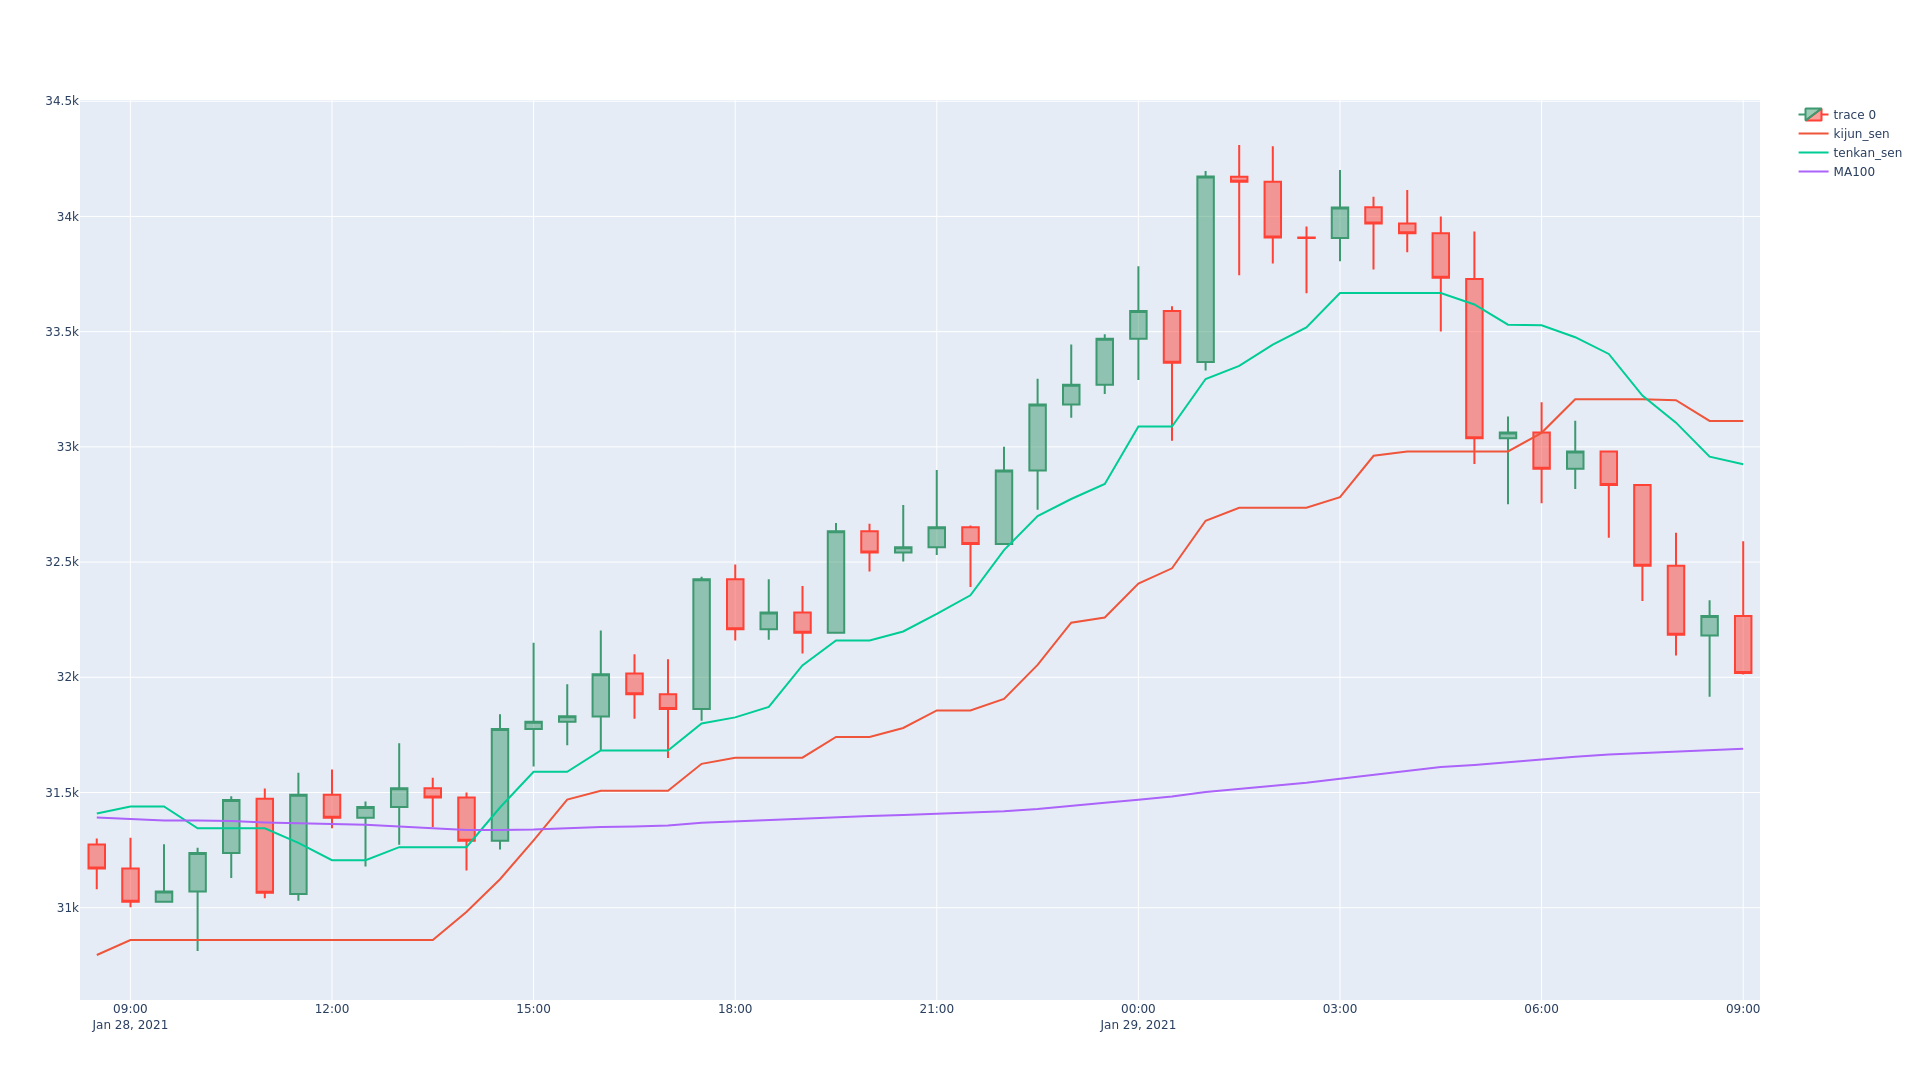 34.5k
34k
33.5k
33k
32.5k
32k
31.5k
31k
09:00
Jan 28, 2021
12:00
15:00
18:00
21:00
00:00
Jan 29, 2021
03:00
06:00
09:00
trace 0
kijun_sen
tenkan_sen
MA100